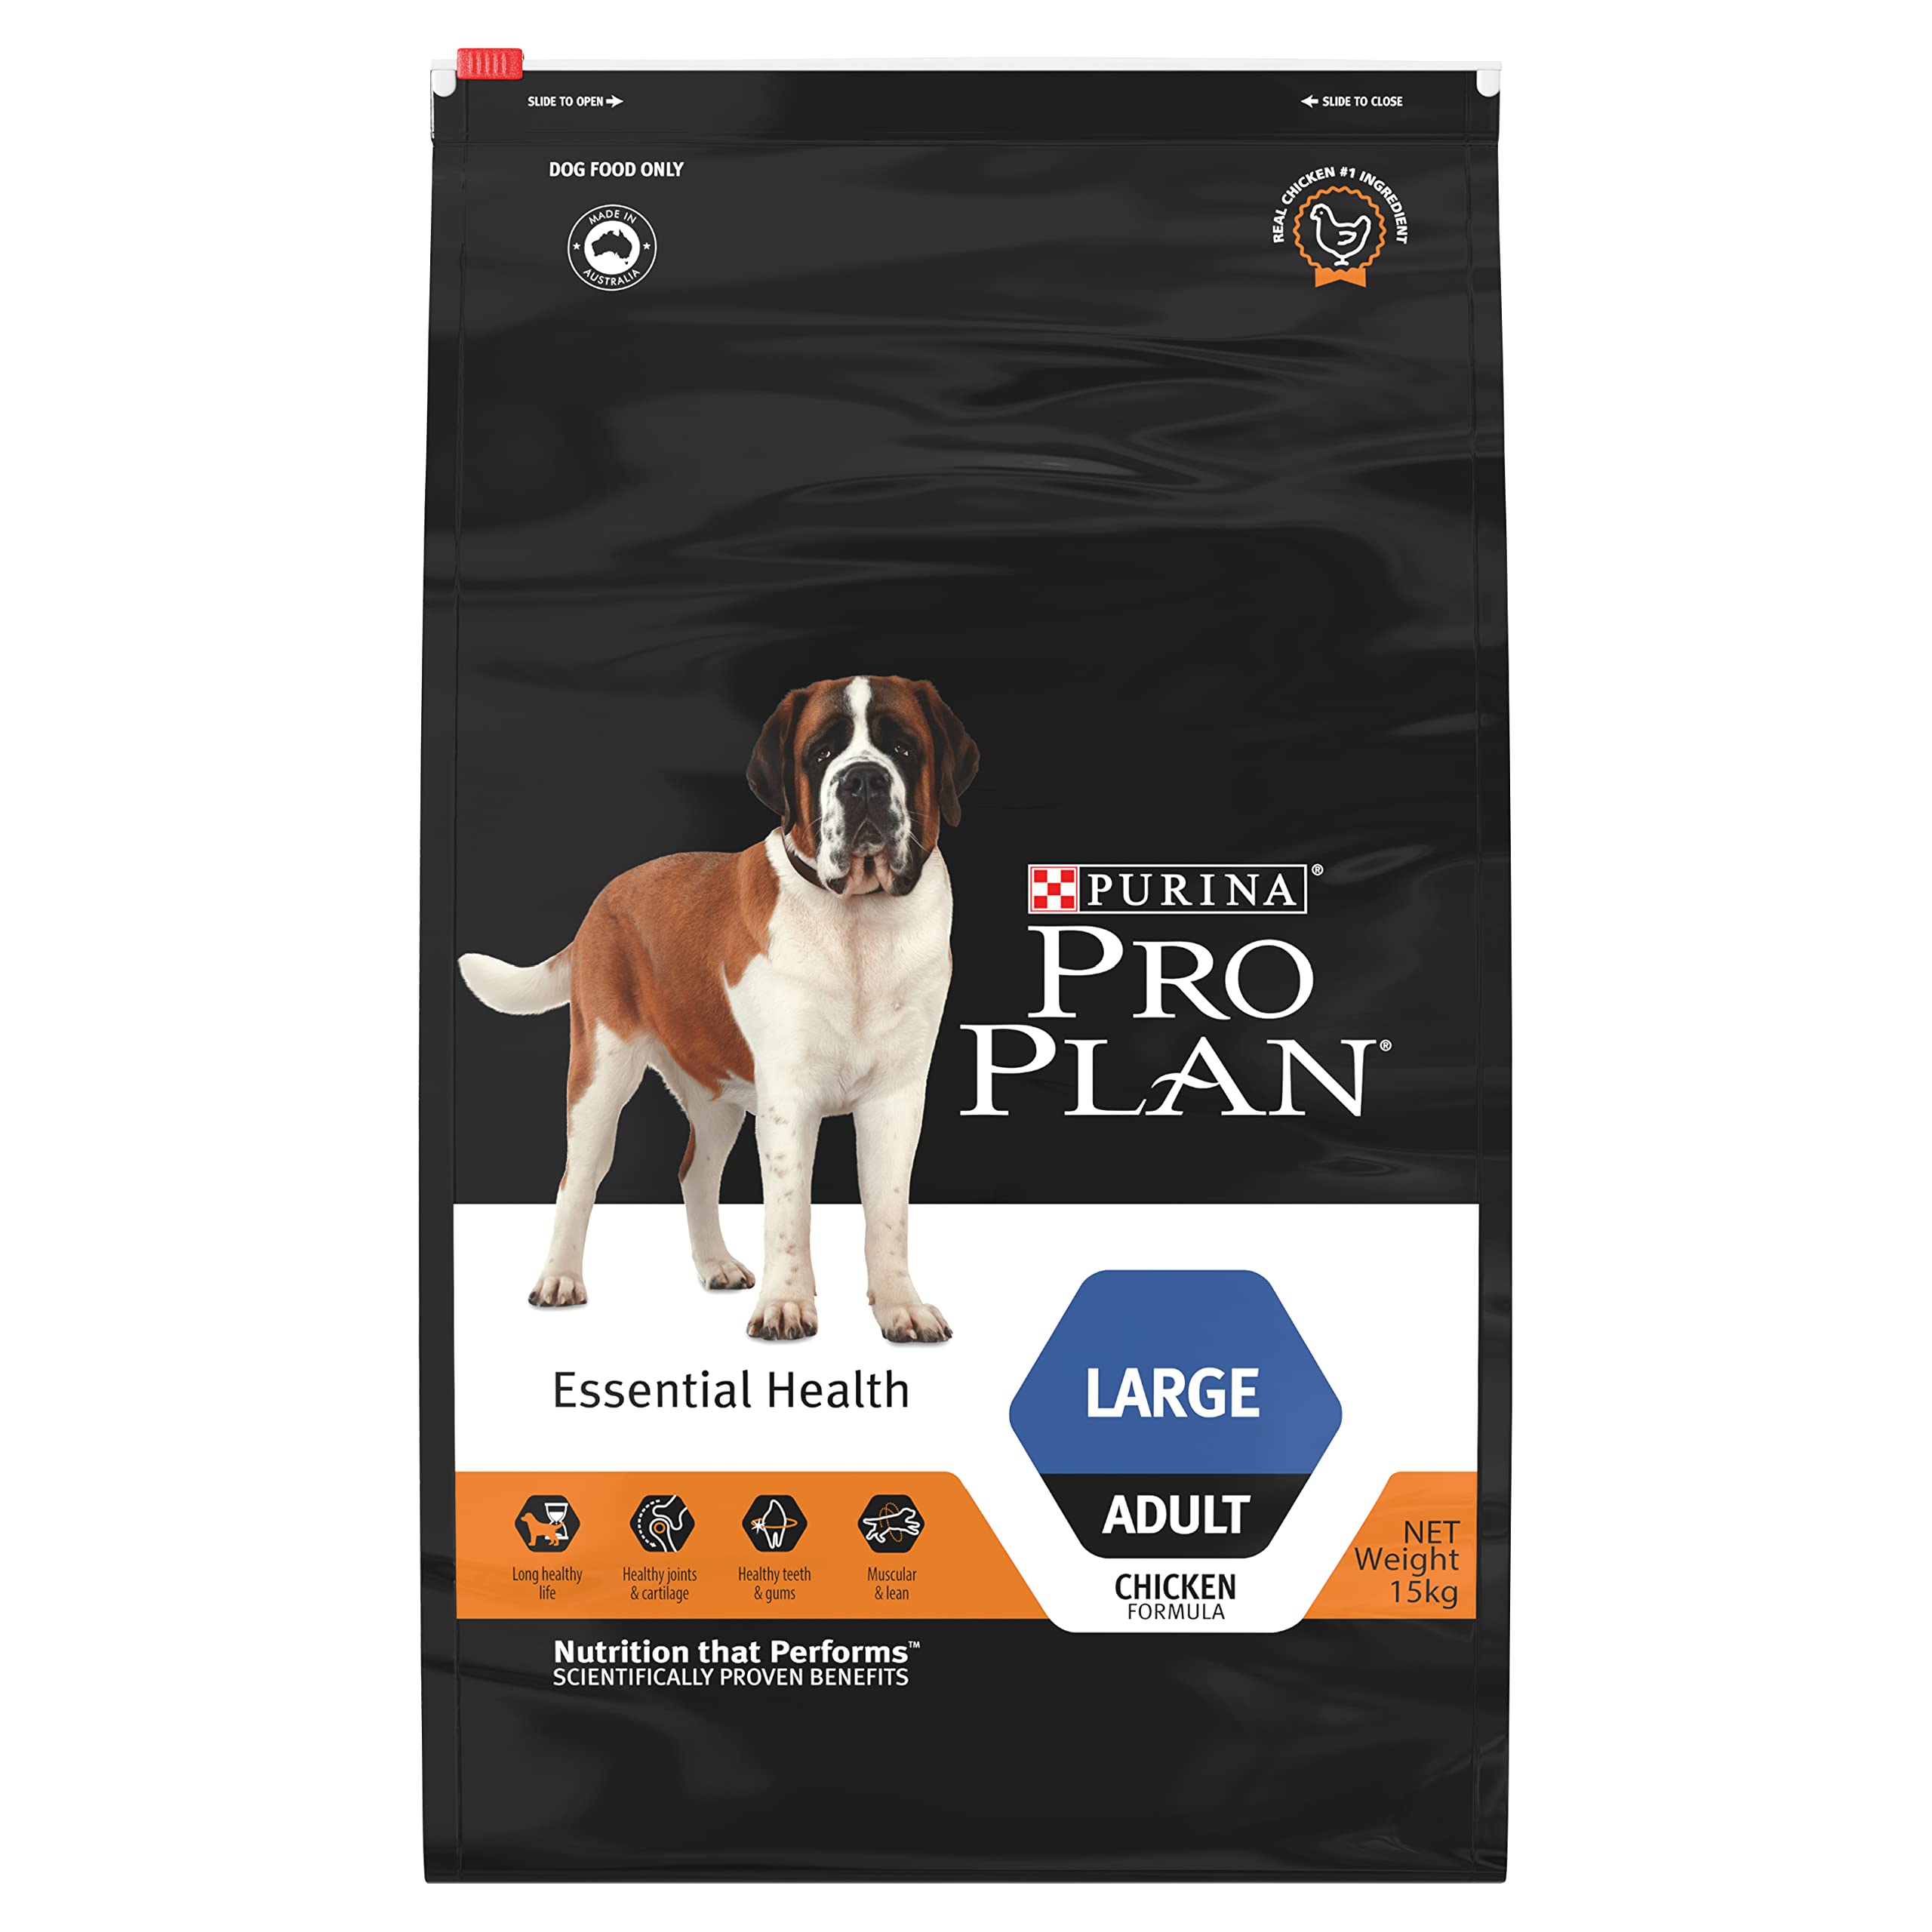 SLIDE TO OPEN
SLIDE TO CLOSE
DOG FOOD ONLY
MADE IN
AUSTRALIA
REAL CHICKEN #1 INGREDIENT
PURINA®
PRO
PLAN®
Essential Health
LARGE
ADULT
CHICKEN
FORMULA
Long healthy
life
Healthy joints
& cartilage
Healthy teeth
& gums
Muscular
& lean
NET
Weight
15kg
Nutrition that Performs™
SCIENTIFICALLY PROVEN BENEFITS